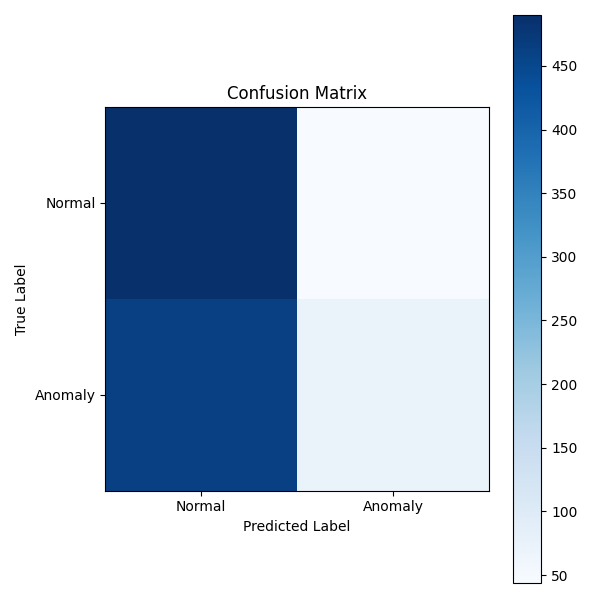 Confusion Matrix
True Label
Normal
Anomaly
Normal Anomaly
Predicted Label
450
400
350
300
250
200
150
100
50